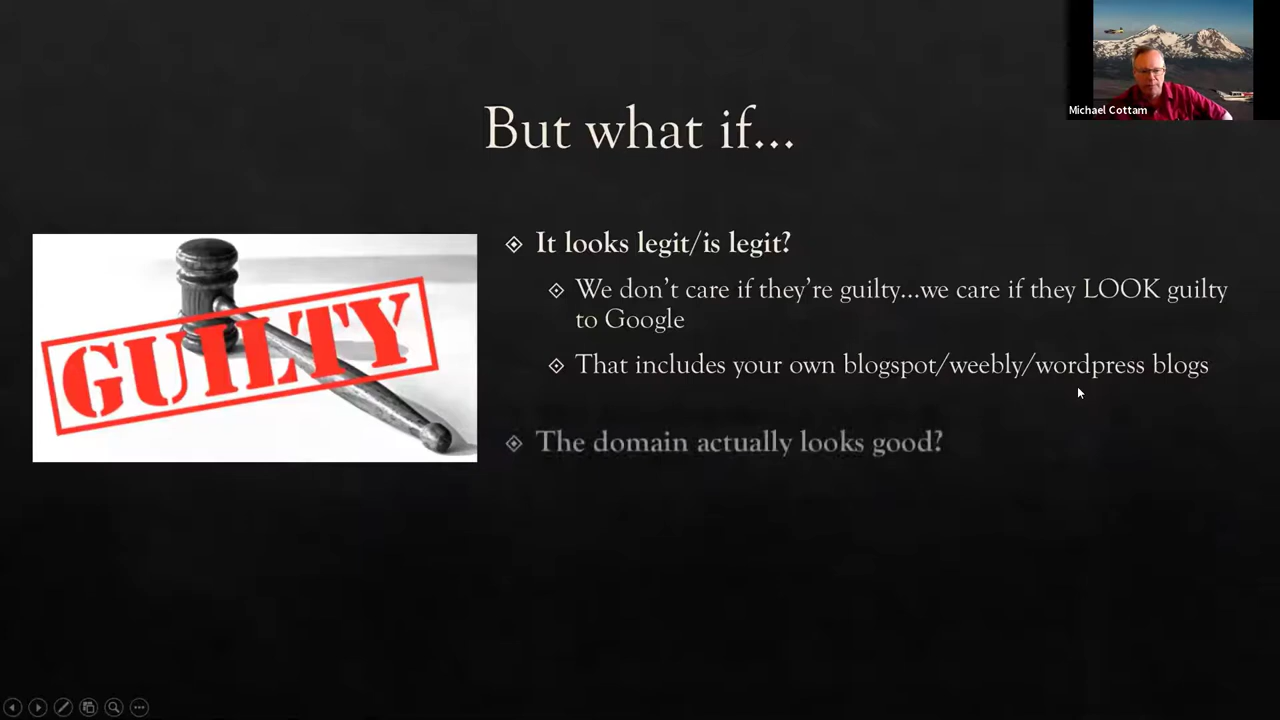 Michael Cottam
But what if...
It looks legit/is legit?
We don't care if they're guilty...we care if they LOOK guilty
to Google
That includes your own blogspot/weebly/wordpress blogs
GUILTY
The domain actually looks good?